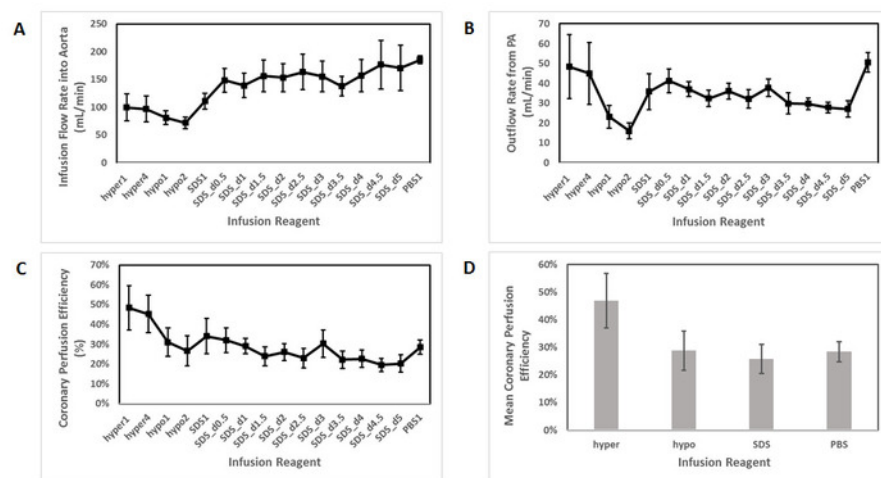 A
Infusion Flow Rate into Aorta
(mL/min)
250
200
150
100
50
0
hyper1
hyper4
hypo1
hypo2
SDS1
SDS_d0.5
SDS_d1
SDS_d1.5
SDS_d2
SDS_d2.5
SDS_d3
SDS_d3.5
SDS_d4
SDS_d4.5
SDS_d5
PBS1
Infusion Reagent
B
Outflow Rate from PA
(mL/min)
70
60
50
40
30
20
10
0
hyper1
hyper4
hypo1
hypo2
SDS1
SDS_d0.5
SDS_d1
SDS_d1.5
SDS_d2
SDS_d2.5
SDS_d3
SDS_d3.5
SDS_d4
SDS_d4.5
SDS_d5
PBS1
Infusion Reagent
C
Coronary Perfusion Efficiency
(%)
70%
60%
50%
40%
30%
20%
10%
0%
hyper1
hyper4
hypo1
hypo2
SDS1
SDS_d0.5
SDS_d1
SDS_d1.5
SDS_d2
SDS_d2.5
SDS_d3
SDS_d3.5
SDS_d4
SDS_d4.5
SDS_d5
PBS1
Infusion Reagent
D
Mean Coronary Perfusion
Efficiency
60%
50%
40%
30%
20%
10%
0%
hyper
hypo
SDS
PBS
Infusion Reagent